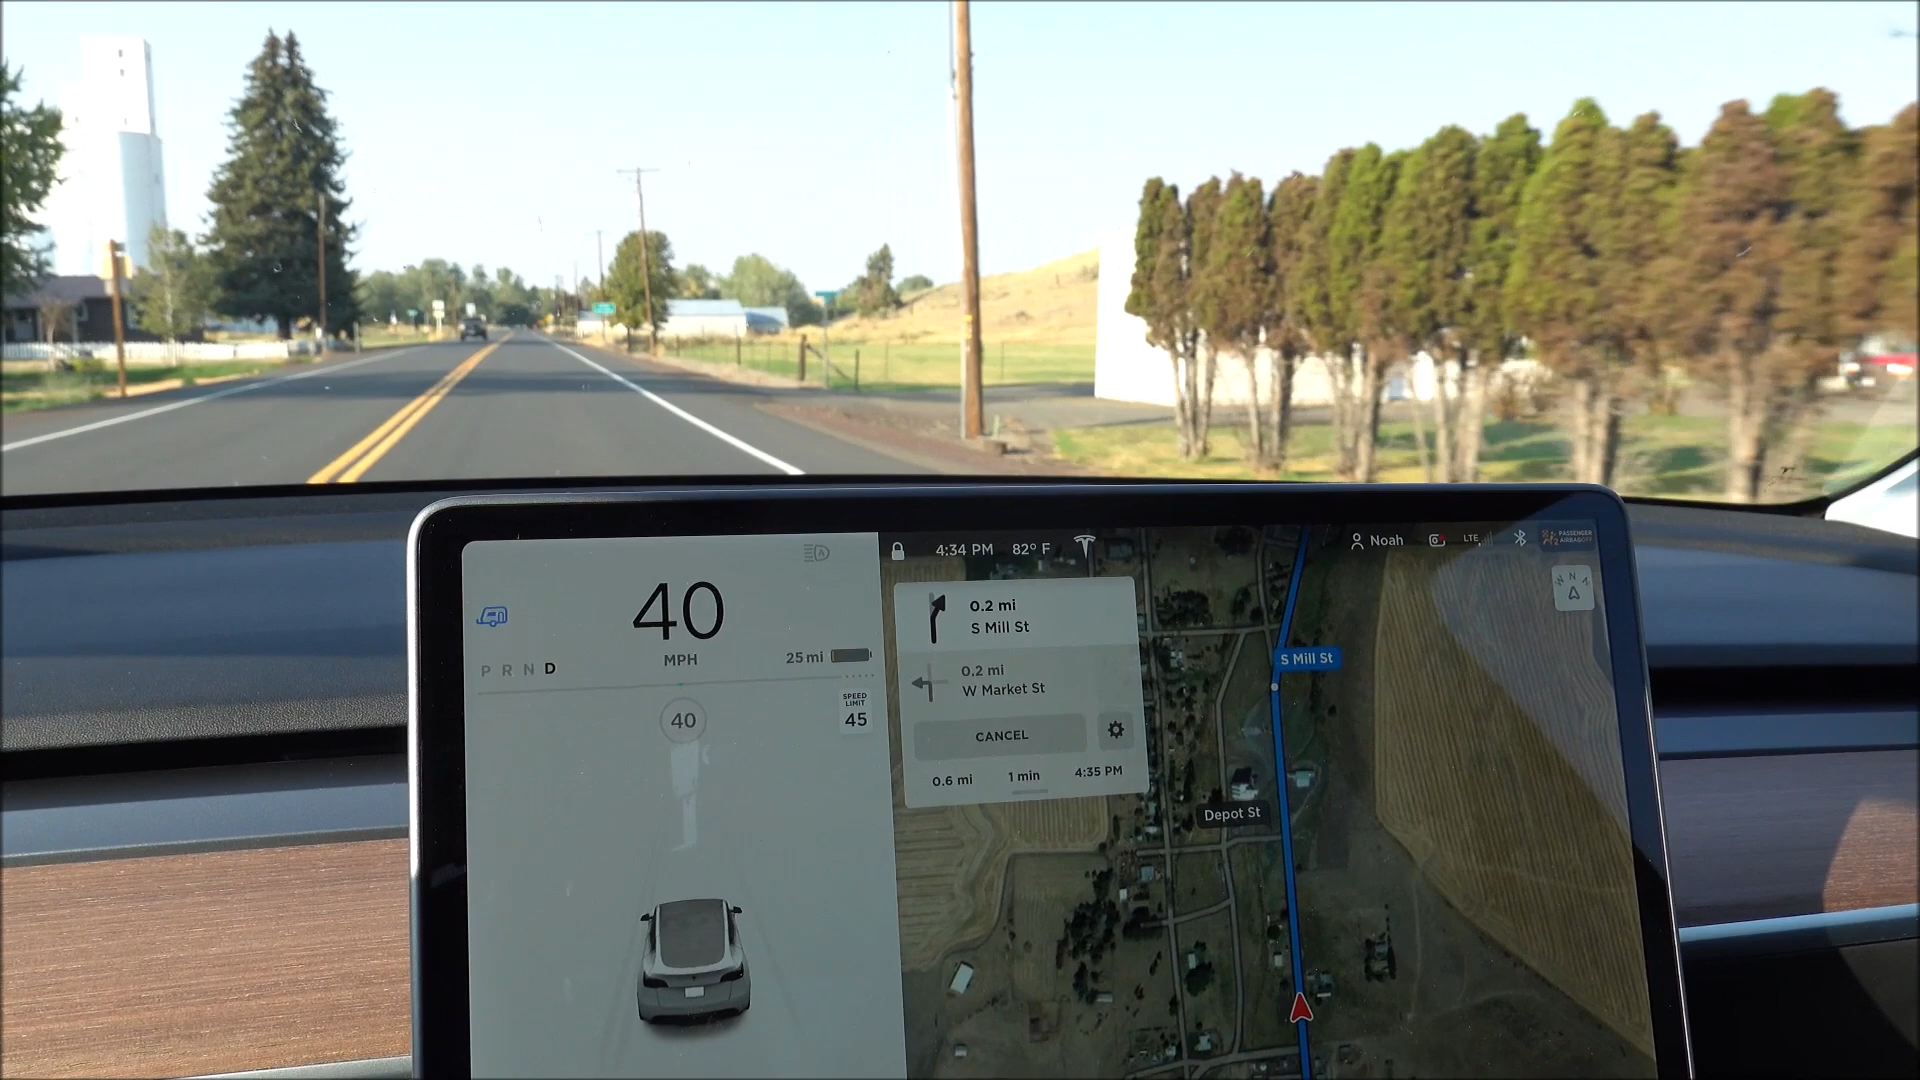 40
MPH
P R N D
25 mi
40
SPEED
LIMIT
45
4:34 PM 82° F
Noah
LTE
PASSENGER
AIRBAG OFF
0.2 mi
S Mill St
0.2 mi
W Market St
CANCEL
0.6 mi 1 min 4:35 PM
N
S Mill St
Depot St